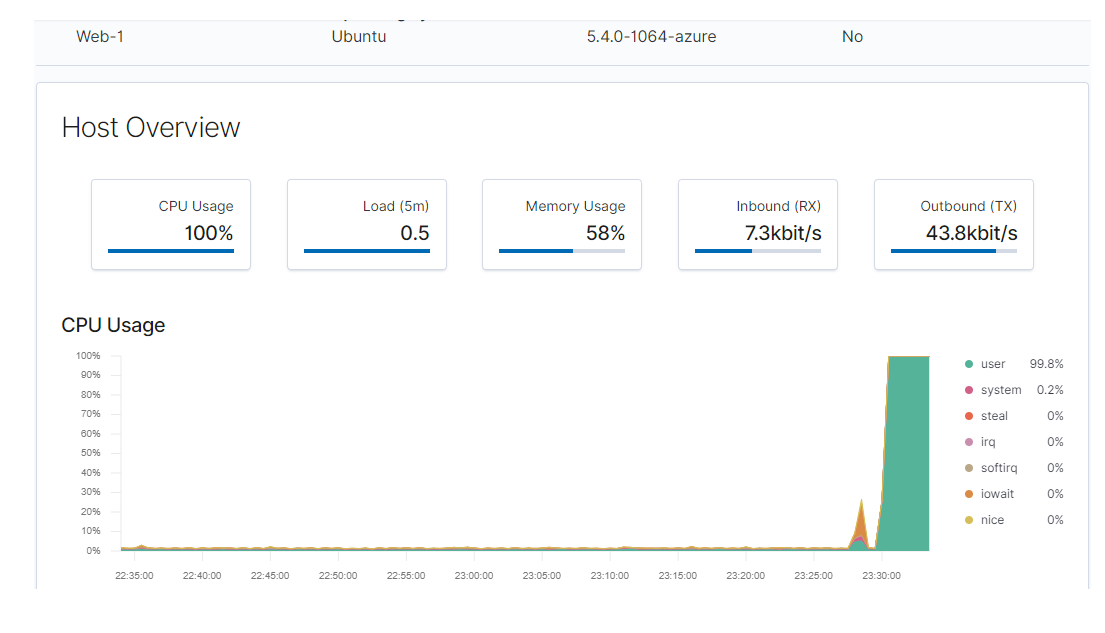 Web-1 Ubuntu 5.4.0-1064-azure No
Host Overview
CPU Usage Load (5m) Memory Usage Inbound (RX) Outbound (TX)
100% 0.5 58% 7.3kbit/s 43.8kbit/s
CPU Usage
100%
90%
80%
70%
60%
50%
40%
30%
20%
10%
0%
22:35:00 22:40:00 22:45:00 22:50:00 22:55:00 23:00:00 23:05:00 23:10:00 23:15:00 23:20:00 23:25:00 23:30:00
user 99.8%
system 0.2%
steal 0%
irq 0%
softirq 0%
iowait 0%
nice 0%